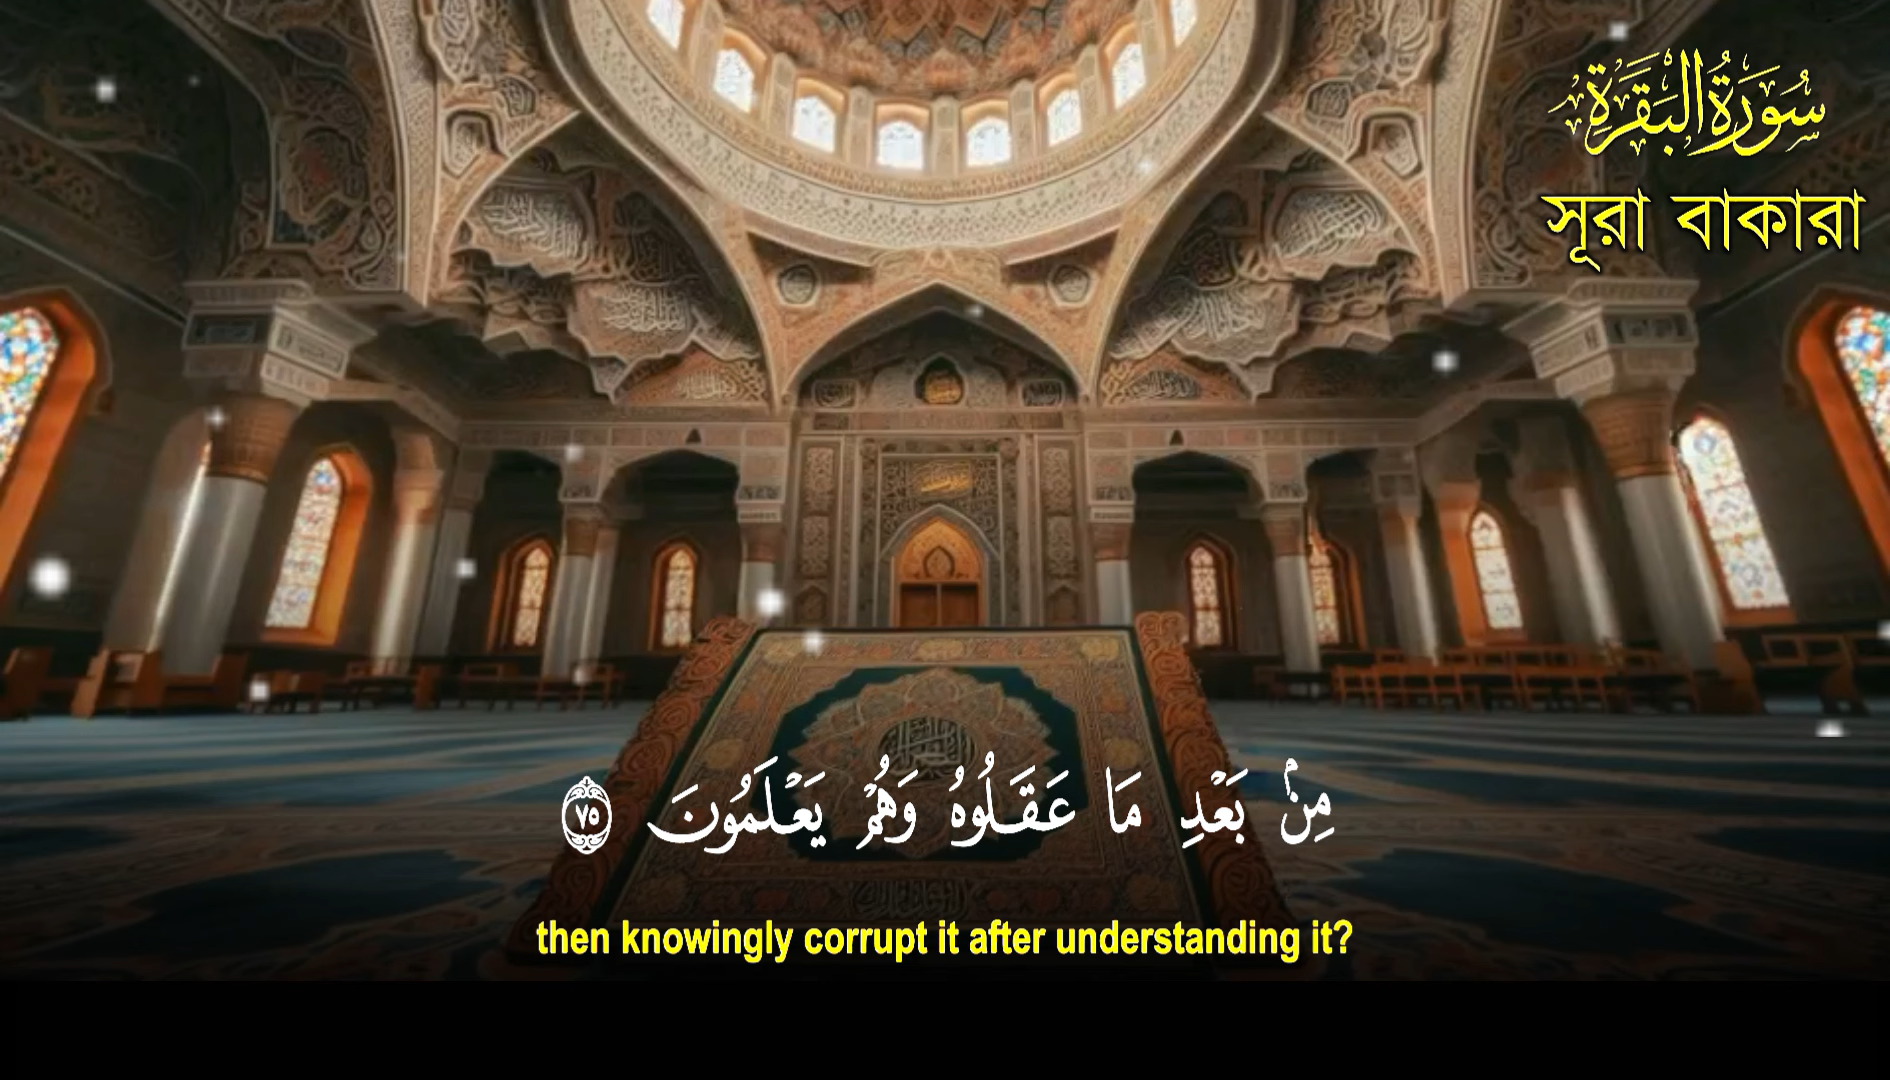 سُورَةُ البَقَرَةِ
সূরা বাকারা
مِنۢ بَعْدِ مَا عَقَلُوهُ وَهُمْ يَعْلَمُونَ ٧٥
then knowingly corrupt it after understanding it?